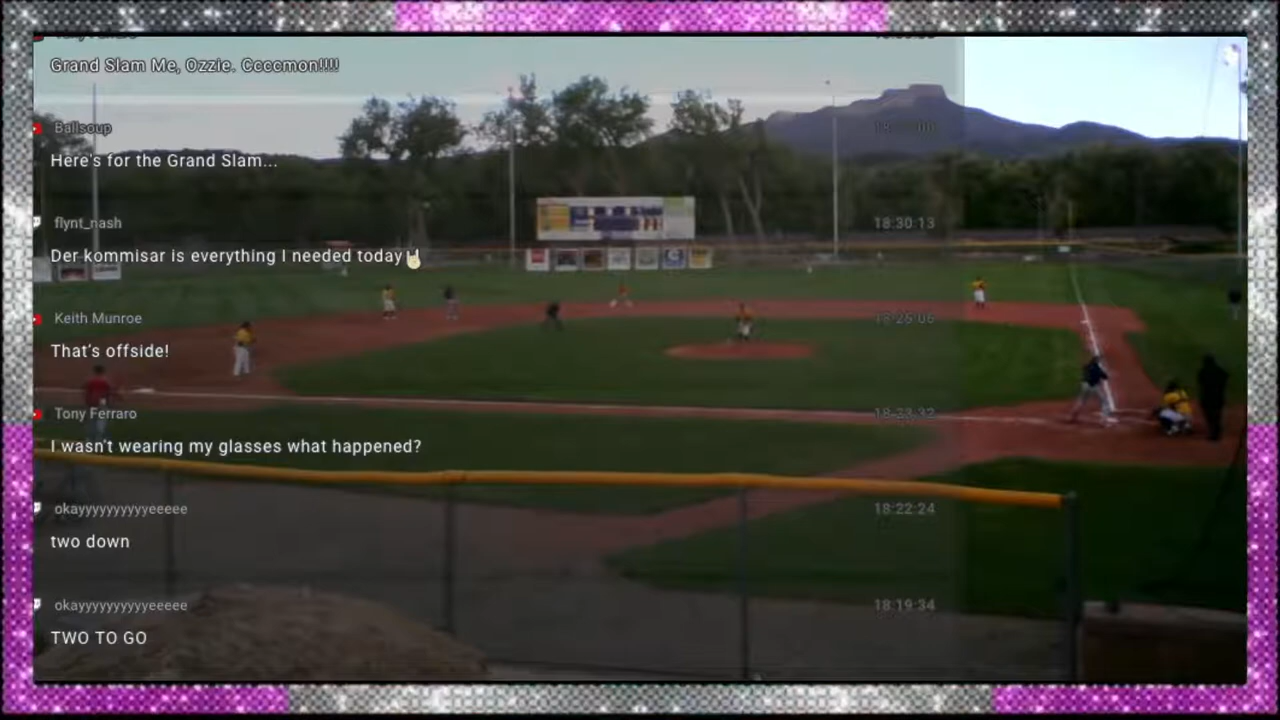 Grand Slam Me, Ozzie. Ccccmon!!!!
Ballsoup
Here's for the Grand Slam...
flynt_nash 18:30:13
Der kommisar is everything I needed today
Keith Munroe 18:26:06
That's offside!
Tony Ferraro 18:23:32
I wasn't wearing my glasses what happened?
okayyyyyyyyyyeeeee 18:22:24
two down
okayyyyyyyyyyeeeee 18:19:34
TWO TO GO